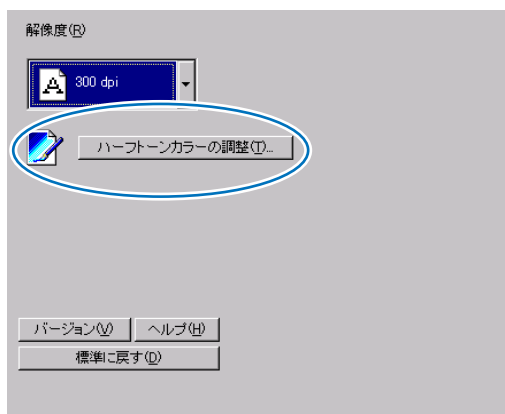 解像度(R)
A 300 dpi
ハーフトーンカラーの調整(T)...
バージョン(V) ヘルプ(H)
標準に戻す(D)